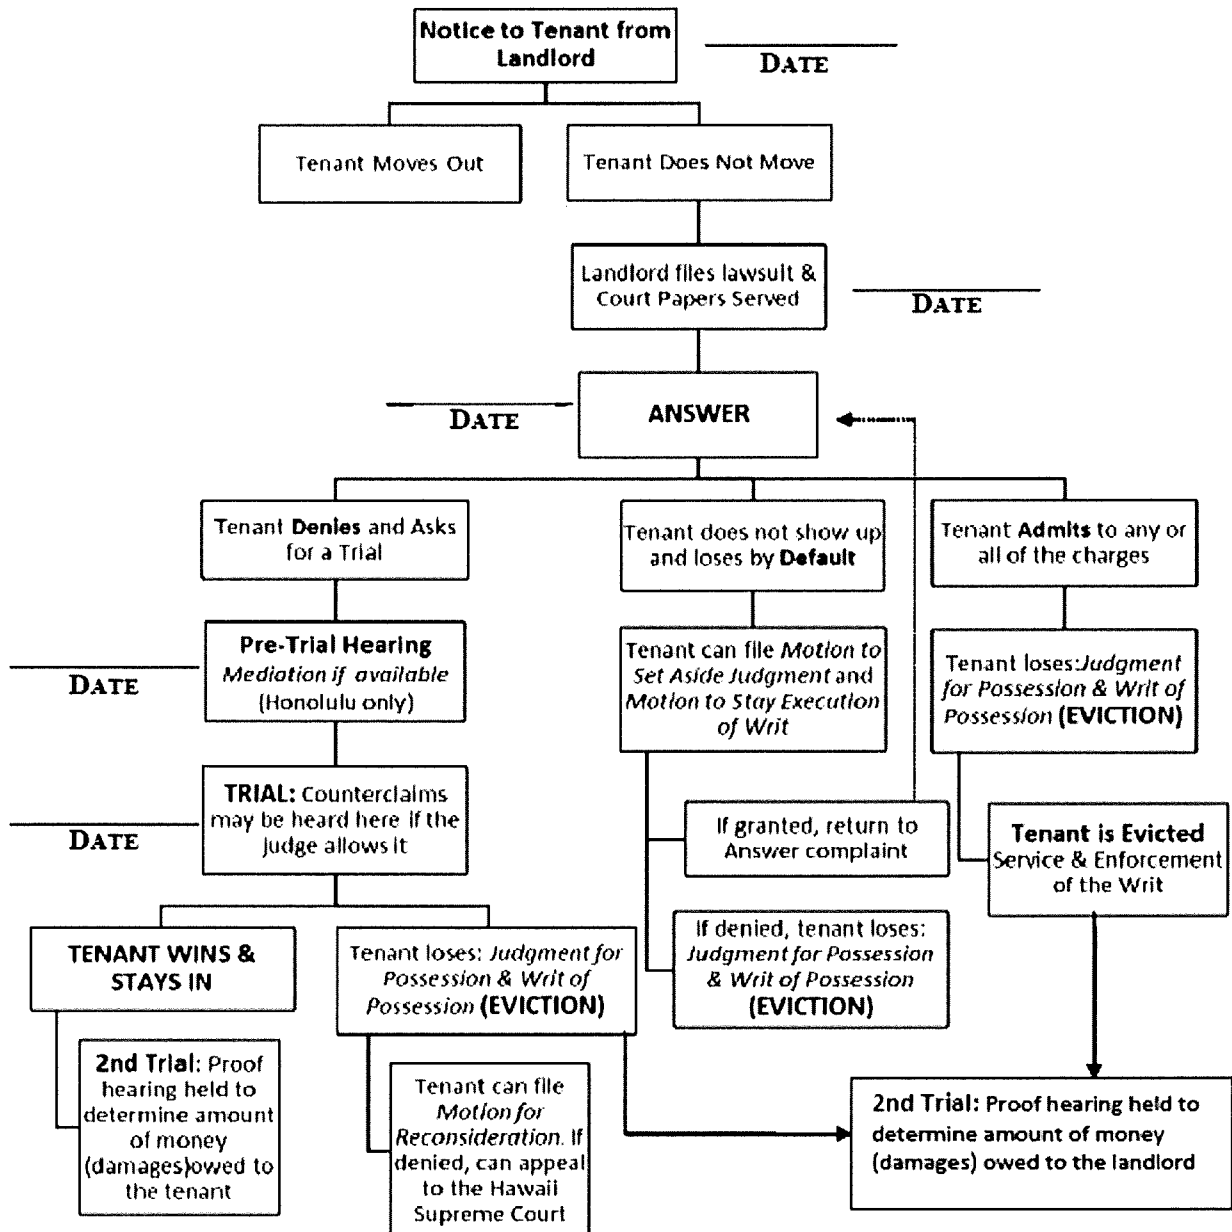 Notice to Tenant from
Landlord
DATE
Tenant Moves Out
Tenant Does Not Move
Landlord files lawsuit &
Court Papers Served
DATE
DATE
ANSWER
Tenant Denies and Asks
for a Trial
Tenant does not show up
and loses by Default
Tenant Admits to any or
all of the charges
Pre-Trial Hearing
Mediation if available
(Honolulu only)
DATE
Tenant can file Motion to
Set Aside Judgment and
Motion to Stay Execution
of Writ
Tenant loses:Judgment
for Possession & Writ of
Possession (EVICTION)
TRIAL: Counterclaims
may be heard here if the
Judge allows it
DATE
If granted, return to
Answer complaint
Tenant is Evicted
Service & Enforcement
of the Writ
TENANT WINS &
STAYS IN
Tenant loses: Judgment for
Possession & Writ of
Possession (EVICTION)
If denied, tenant loses:
Judgment for Possession
& Writ of Possession
(EVICTION)
2nd Trial: Proof
hearing held to
determine amount
of money
(damages)owed to
the tenant
Tenant can file
Motion for
Reconsideration. If
denied, can appeal
to the Hawaii
Supreme Court
2nd Trial: Proof hearing held to
determine amount of money
(damages) owed to the landlord